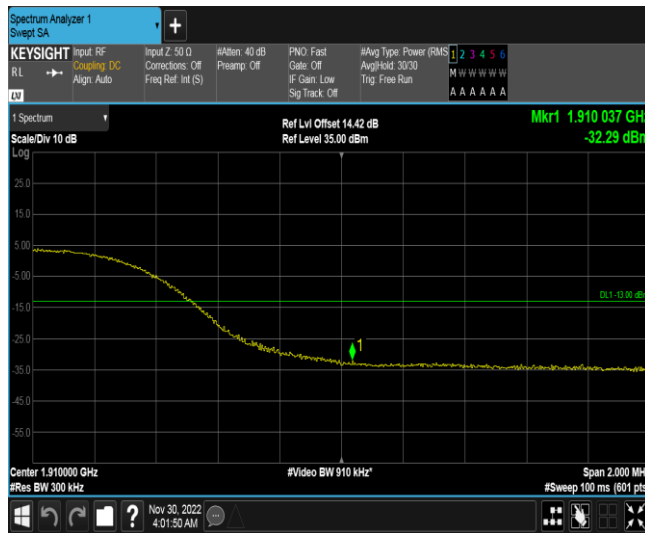 Spectrum Analyzer 1
Swept SA
+
KEYSIGHT
RL
LXI
Input: RF
Coupling: DC
Align: Auto
Input Z: 50 Ω
Corrections: Off
Freq Ref: Int (S)
#Atten: 40 dB
Preamp: Off
PNO: Fast
Gate: Off
IF Gain: Low
Sig Track: Off
#Avg Type: Power (RMS
Avg|Hold: 30/30
Trig: Free Run
1 2 3 4 5 6
M W W W W W
A A A A A A
1 Spectrum
Scale/Div 10 dB
Log
Ref Lvl Offset 14.42 dB
Ref Level 35.00 dBm
Mkr1 1.910 037 GHz
-32.29 dBm
25.0
15.0
5.00
-5.00
-15.0
-25.0
-35.0
-45.0
-55.0
DL1 -13.00 dBm
1
Center 1.910000 GHz
#Res BW 300 kHz
#Video BW 910 kHz*
Span 2.000 MH
#Sweep 100 ms (601 pts
?
Nov 30, 2022
4:01:50 AM